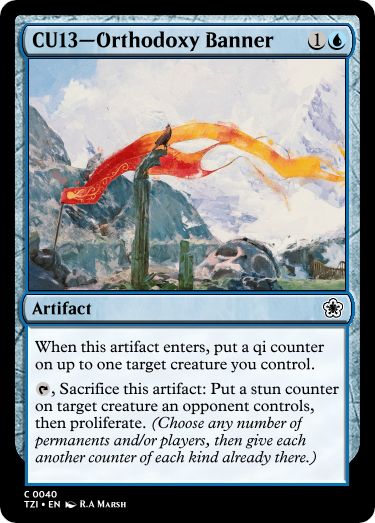 CU13—Orthodoxy Banner 1
Artifact
When this artifact enters, put a qi counter
on up to one target creature you control.
, Sacrifice this artifact: Put a stun counter
on target creature an opponent controls,
then proliferate. (Choose any number of
permanents and/or players, then give each
another counter of each kind already there.)
C 0040
TZI • EN R.A Marsh